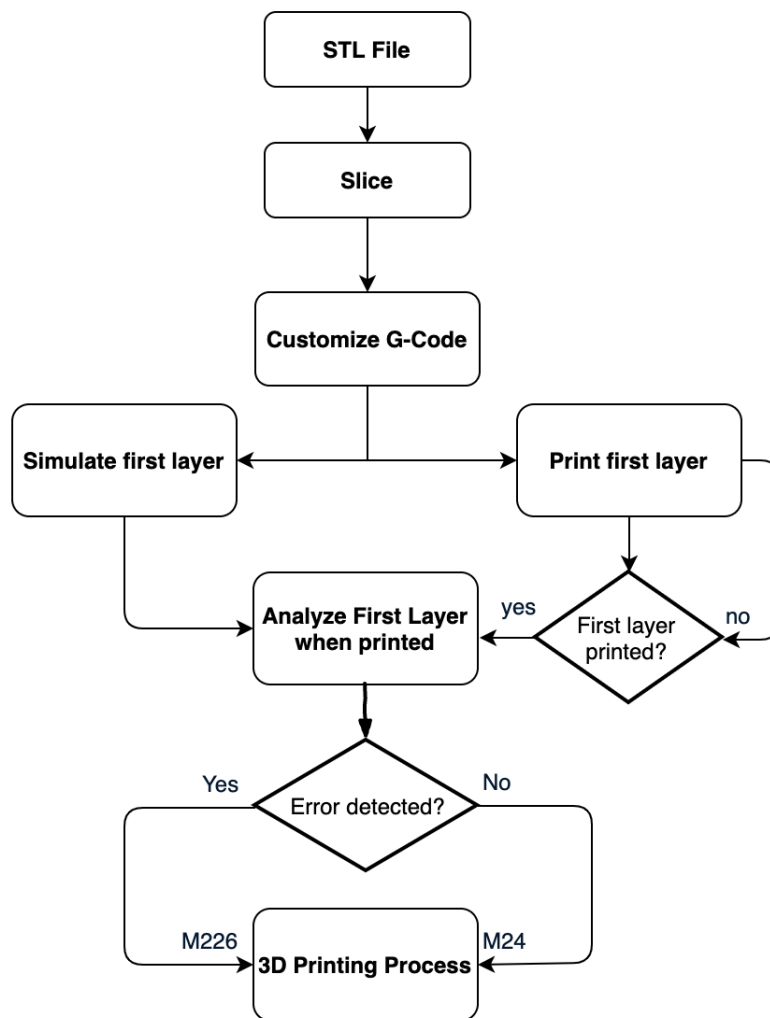 STL File
Slice
Customize G-Code
Simulate first layer
Print first layer
Analyze First Layer
when printed
yes
First layer
printed?
no
Error detected?
Yes
No
M226
3D Printing Process
M24